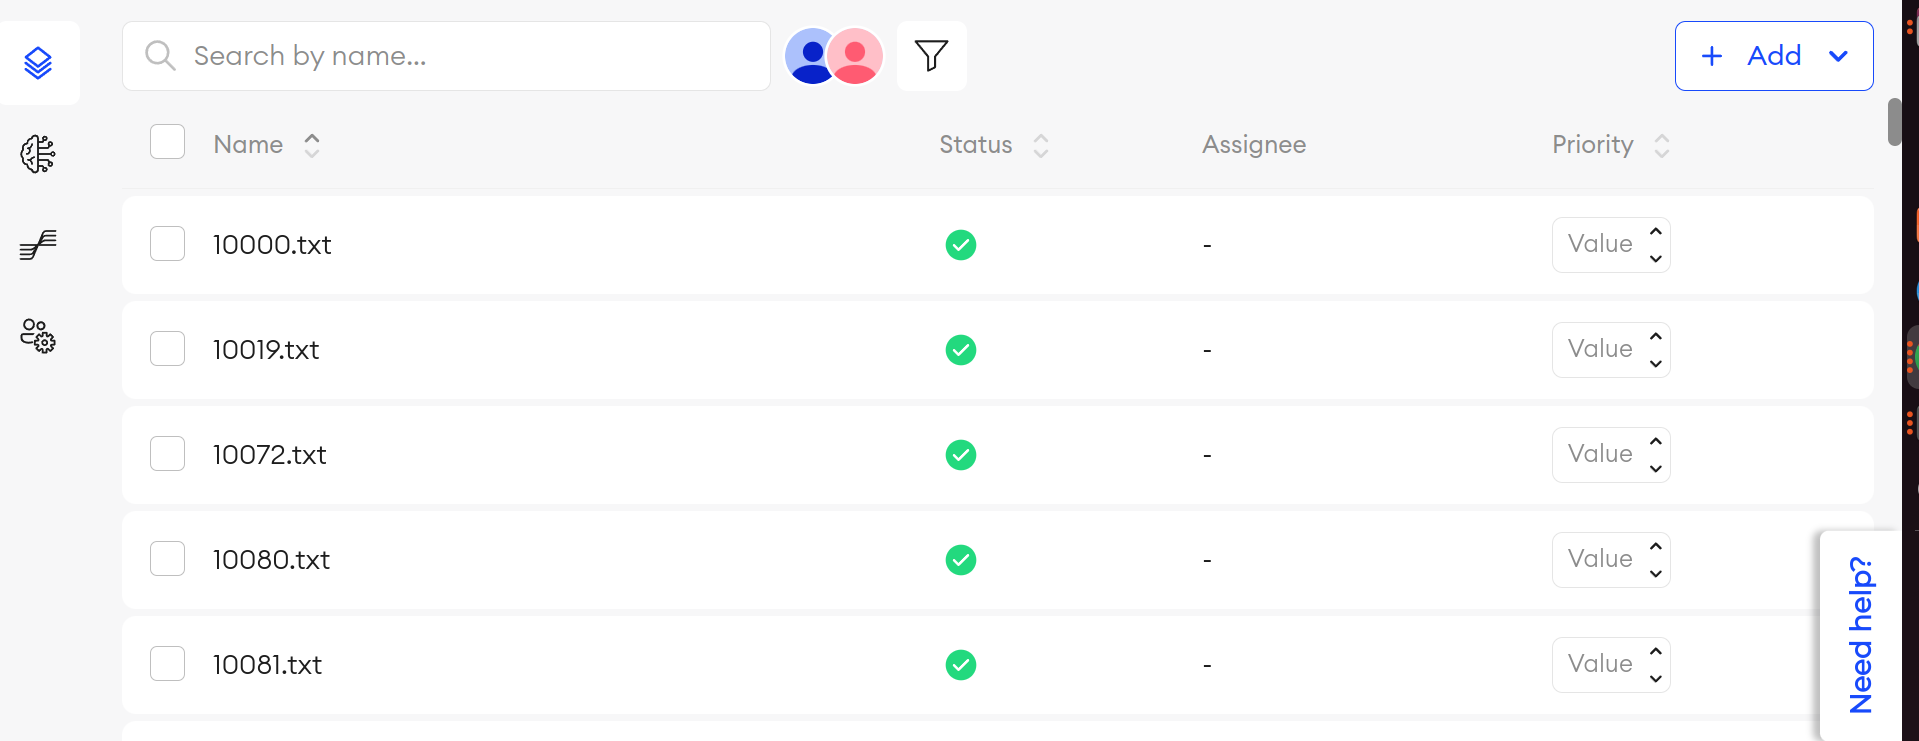 Search by name...
Add
Name Status Assignee Priority
10000.txt - Value
10019.txt - Value
10072.txt - Value
10080.txt - Value
10081.txt - Value
Need help?